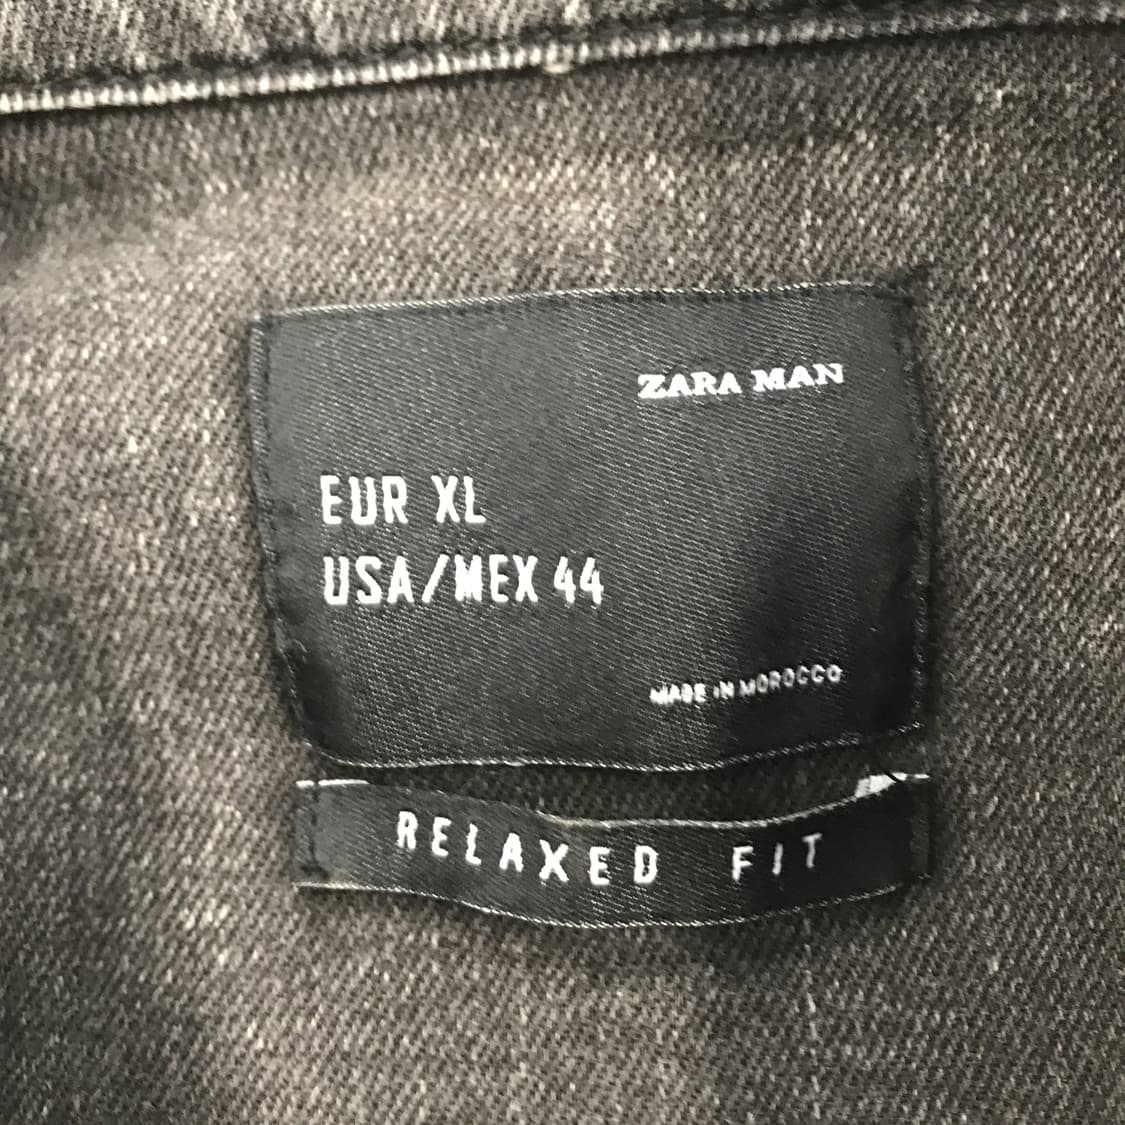 ZARA MAN
EUR XL
USA/MEX 44
MADE IN MOROCCO
RELAXED FIT